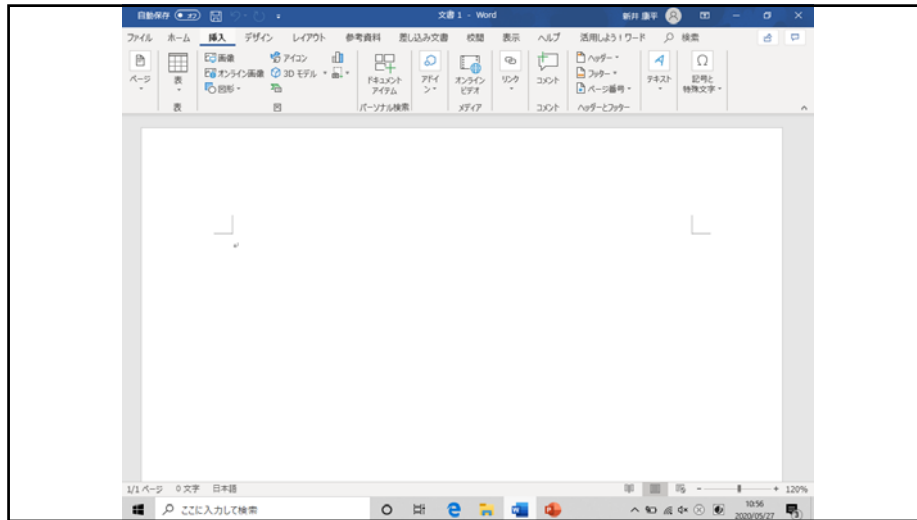 自動保存 オフ 文書 1 - Word 新井 康平
ファイル ホーム 挿入 デザイン レイアウト 参考資料 差し込み文書 校閲 表示 ヘルプ 活用しよう!ワード 検索
ページ 表 画像 アイコン ドキュメント アドイ オンライン リンク コメント ヘッダー テキスト 記号と
オンライン画像 3D モデル アイテム ン ビデオ フッター 特殊文字
図形 ページ番号
表 図 パーソナル検索 メディア コメント ヘッダーとフッター
1/1 ページ 0 文字 日本語 120%
ここに入力して検索 10:56
2020/05/27